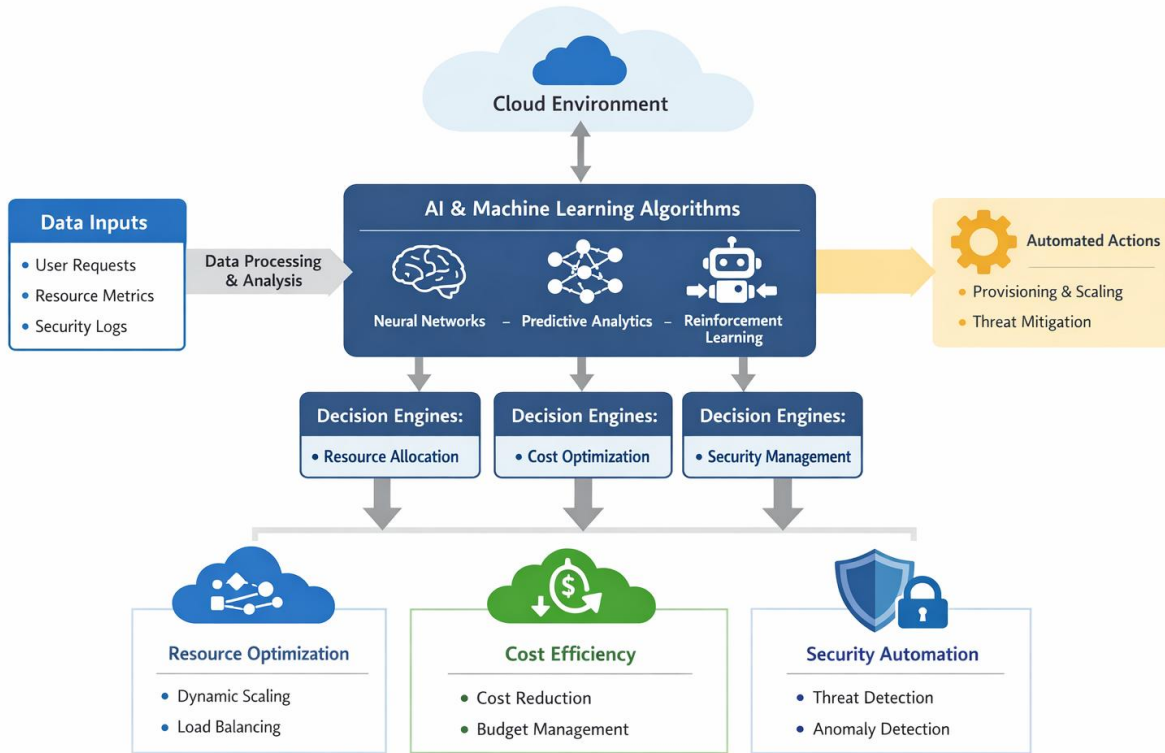 Cloud Environment
Data Inputs
• User Requests
• Resource Metrics
• Security Logs
Data Processing
& Analysis
AI & Machine Learning Algorithms
Neural Networks – Predictive Analytics – Reinforcement
Learning
Automated Actions
• Provisioning & Scaling
• Threat Mitigation
Decision Engines:
• Resource Allocation
Decision Engines:
• Cost Optimization
Decision Engines:
• Security Management
$
Resource Optimization
• Dynamic Scaling
• Load Balancing
Cost Efficiency
• Cost Reduction
• Budget Management
Security Automation
• Threat Detection
• Anomaly Detection